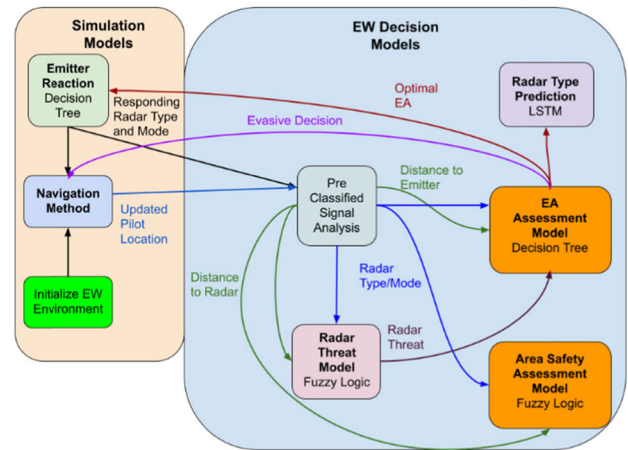 Simulation
Models
EW Decision
Models
Emitter
Reaction
Decision
Tree
Responding
Radar Type
and Mode
Optimal
EA
Radar Type
Prediction
LSTM
Evasive Decision
Navigation
Method
Updated
Pilot
Location
Pre
Classified
Signal
Analysis
Distance to
Emitter
EA
Assessment
Model
Decision Tree
Initialize EW
Environment
Distance
to Radar
Radar
Type/Mode
Radar
Threat
Model
Fuzzy Logic
Radar
Threat
Area Safety
Assessment
Model
Fuzzy Logic